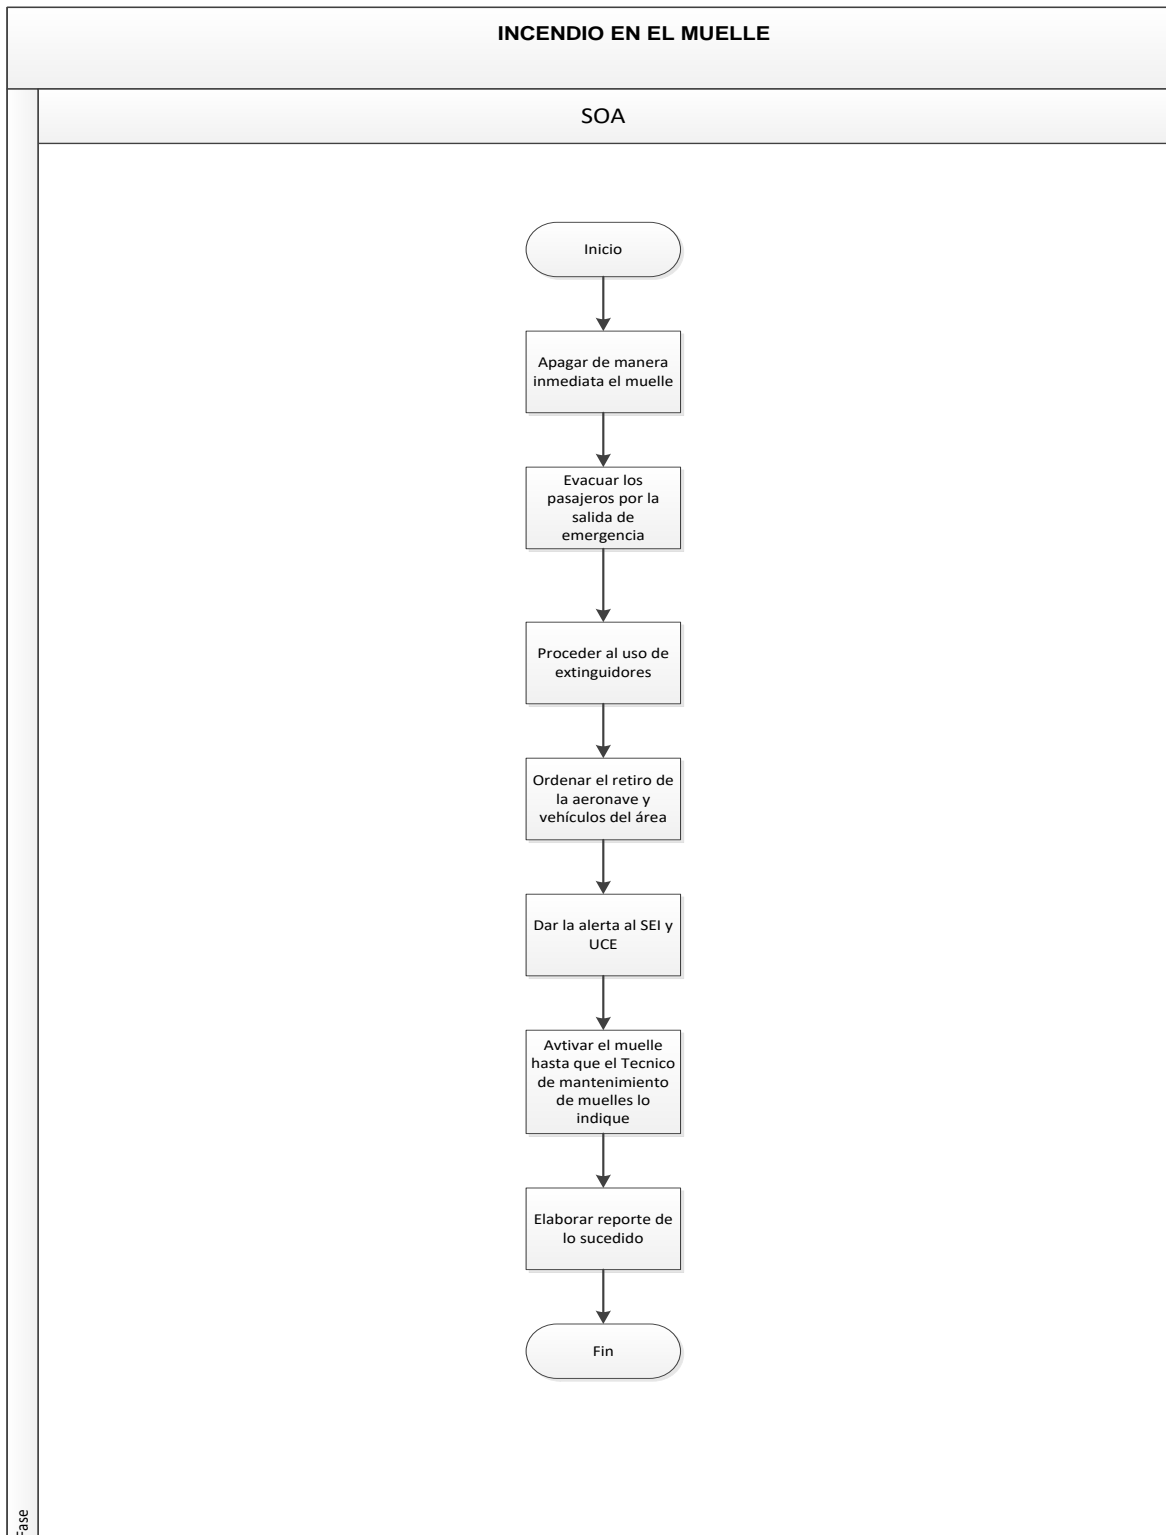 INCENDIO EN EL MUELLE
SOA
Inicio
Apagar de manera
inmediata el muelle
Evacuar los
pasajeros por la
salida de
emergencia
Proceder al uso de
extinguidores
Ordenar el retiro de
la aeronave y
vehículos del área
Dar la alerta al SEI y
UCE
Avtivar el muelle
hasta que el Tecnico
de mantenimiento
de muelles lo
indique
Elaborar reporte de
lo sucedido
Fin
Fase